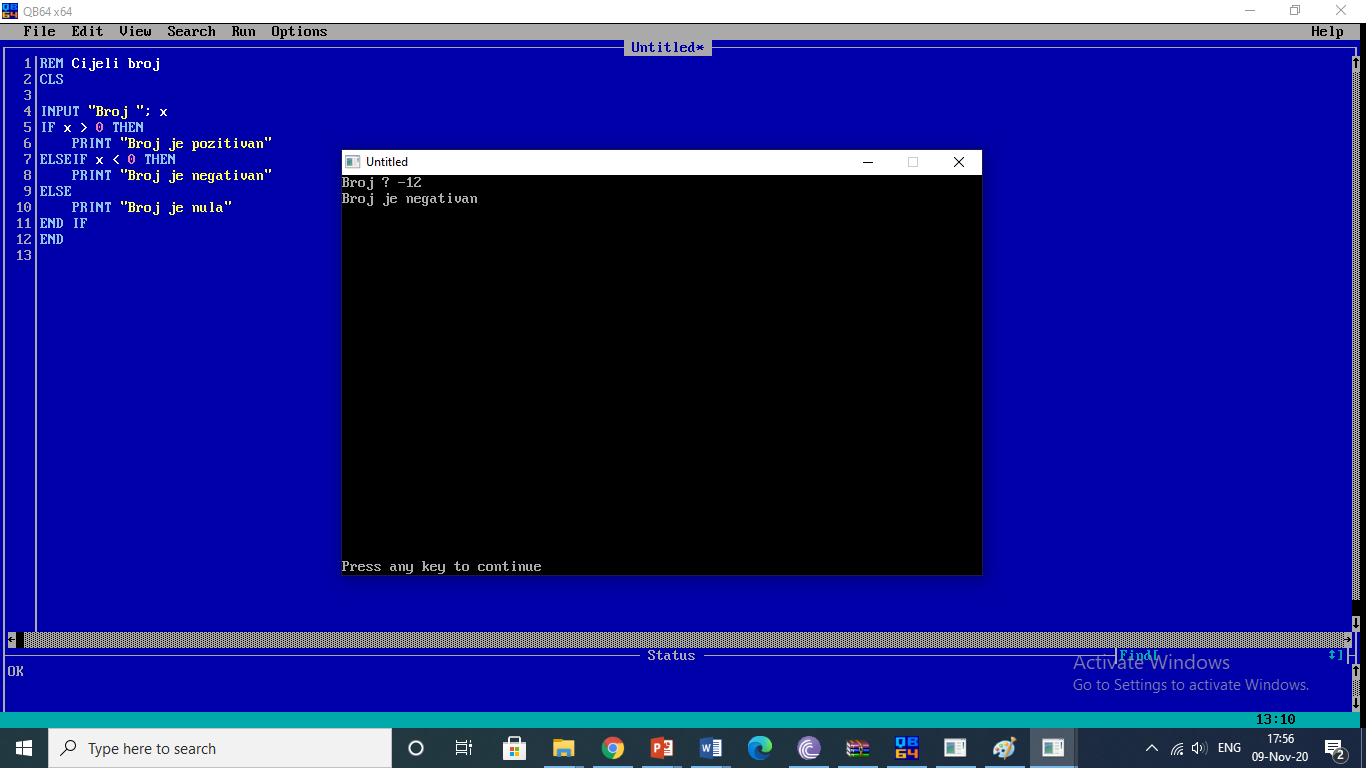 QB64 x64
File Edit View Search Run Options Help
Untitled*
1 REM Cijeli broj
2 CLS
3
4 INPUT "Broj "; x
5 IF x > 0 THEN
6 PRINT "Broj je pozitivan"
7 ELSEIF x < 0 THEN
8 PRINT "Broj je negativan"
9 ELSE
10 PRINT "Broj je nula"
11 END IF
12 END
13
Untitled
Broj ? -12
Broj je negativan
Press any key to continue
Status
Find[
OK
Activate Windows
Go to Settings to activate Windows.
13:10
Type here to search
QB64
ENG
17:56
09-Nov-20
2